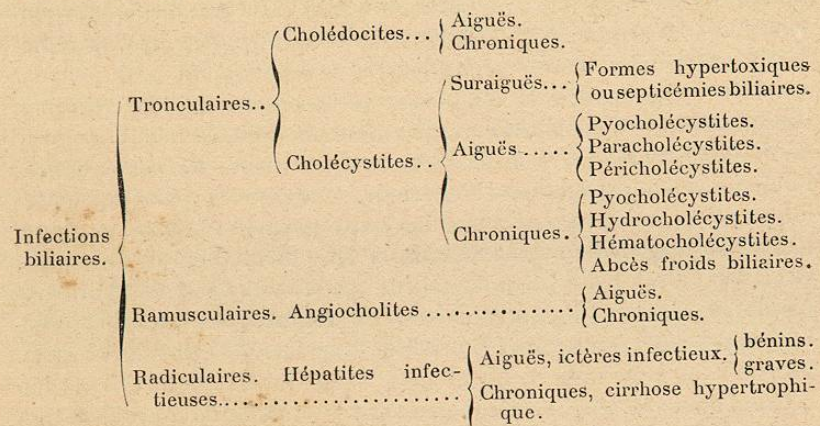 Cholédocites... Aiguës.
Chroniques.
Tronculaires..
Suraiguës... Formes hypertoxiques
ou septicémies biliaires.
Cholécystites.. Aiguës..... Pyocholécystites.
Paracholécystites.
Péricholécystites.
Chroniques. Pyocholécystites.
Hydrocholécystites.
Hématocholécystites.
Abcès froids biliaires.
Infections
biliaires.
Ramusculaires. Angiocholites ............... Aiguës.
Chroniques.
Radiculaires. Hépatites infec-
tieuses........................
Aiguës, ictères infectieux. bénins.
graves.
Chroniques, cirrhose hypertrophi-
que.